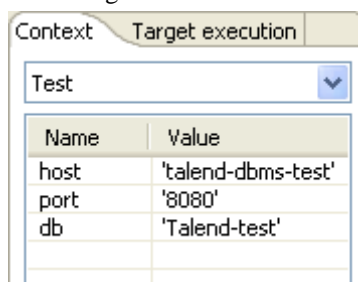 Context Target execution
Test
Name Value
host 'talend-dbms-test'
port '8080'
db 'Talend-test'